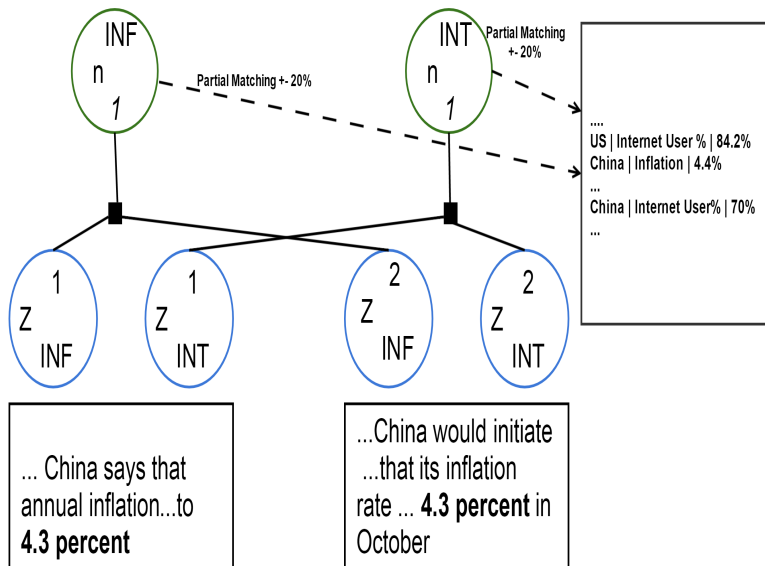 INF
n
1
Partial Matching +- 20%
INT
n
1
Partial Matching
+- 20%
....
US | Internet User % | 84.2%
China | Inflation | 4.4%
...
China | Internet User% | 70%
...
1
Z
INF
1
Z
INT
2
Z
INF
2
Z
INT
... China says that
annual inflation...to
4.3 percent
...China would initiate
...that its inflation
rate ... 4.3 percent in
October